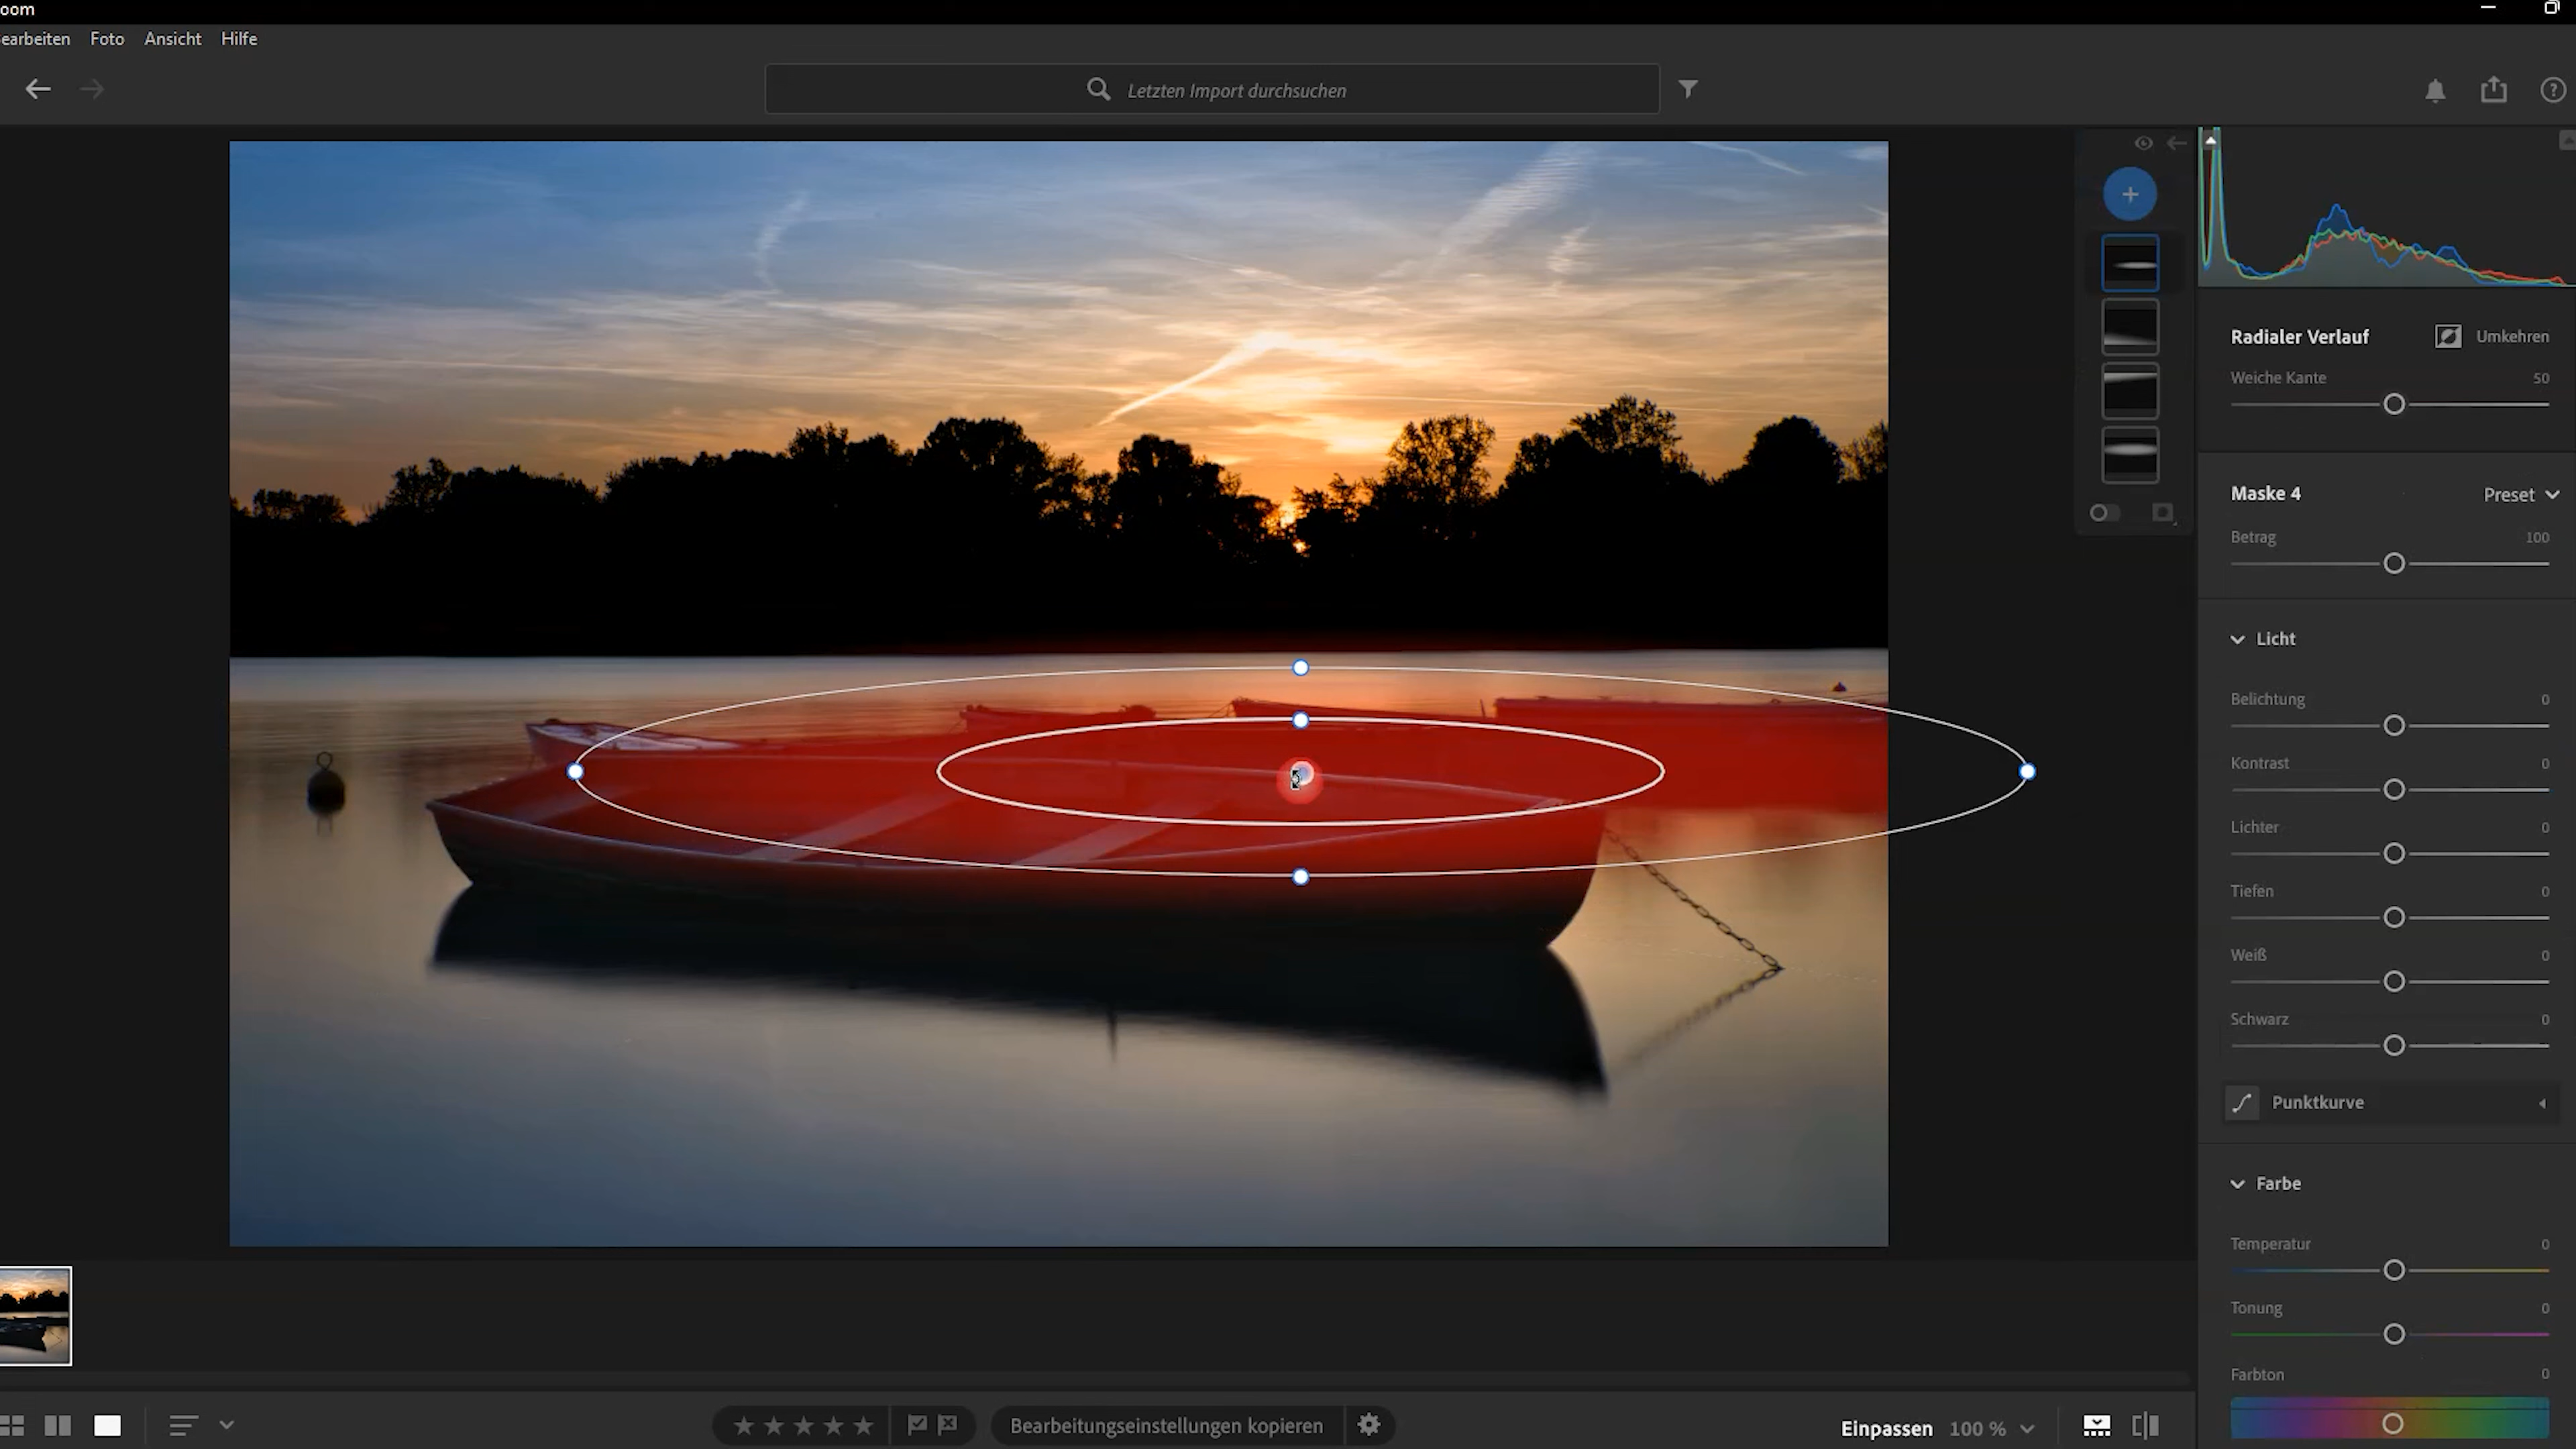 oom
earbeiten Foto Ansicht Hilfe
Letzten Import durchsuchen
Radialer Verlauf Umkehren
Weiche Kante 50
Maske 4 Preset
Betrag 100
Licht
Belichtung 0
Kontrast 0
Lichter 0
Tiefen 0
Weiß 0
Schwarz 0
Punktkurve
Farbe
Temperatur 0
Tonung 0
Farbton 0
Bearbeitungseinstellungen kopieren
Einpassen 100 %